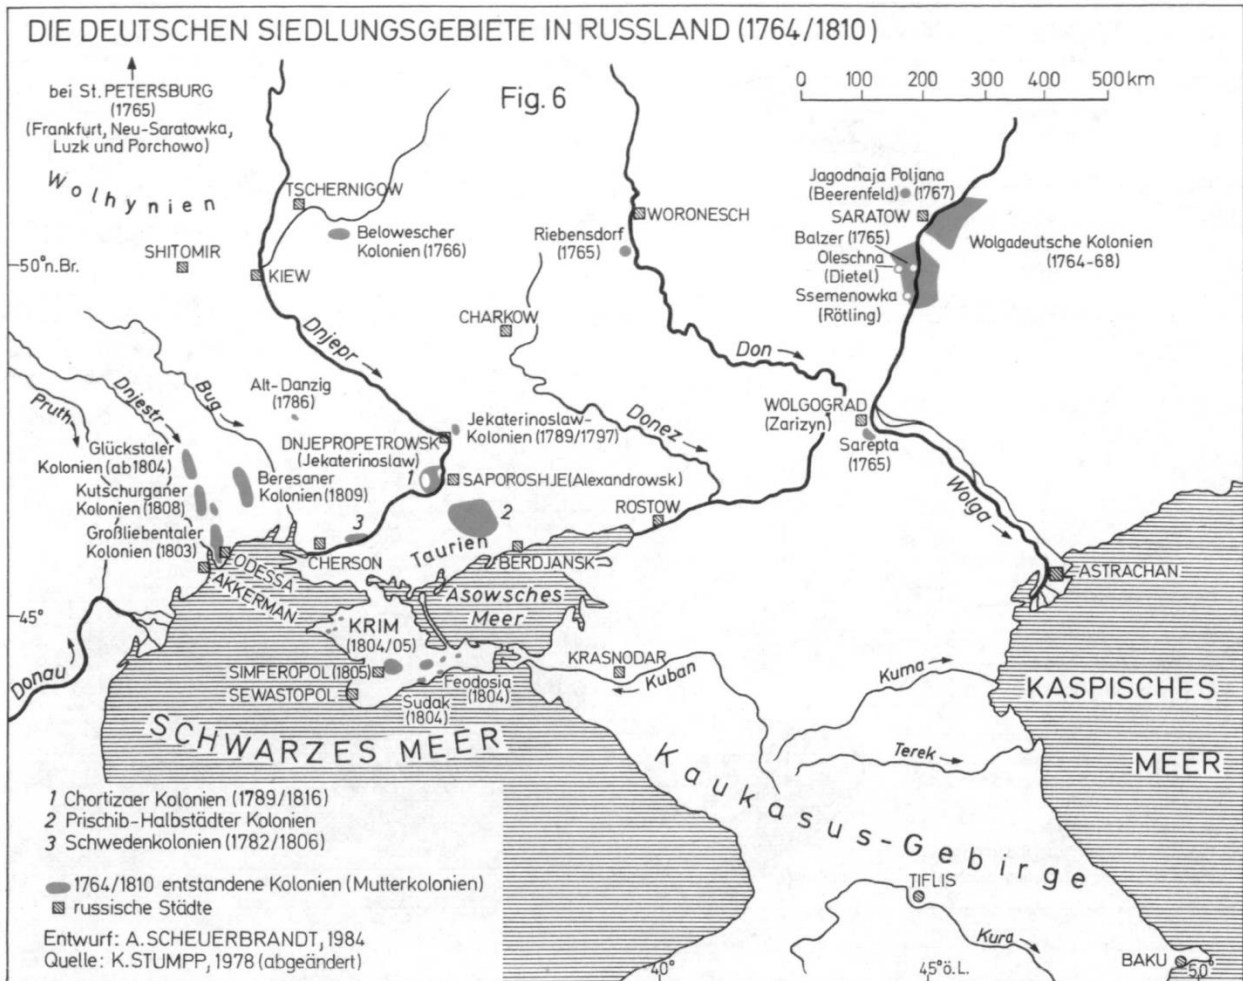 DIE DEUTSCHEN SIEDLUNGSGEBIETE IN RUSSLAND (1764/1810)
bei St. PETERSBURG
(1765)
(Frankfurt, Neu-Saratowka,
Luzk und Porchowo)
Fig. 6
0 100 200 300 400 500 km
Wolhynien
TSCHERNIGOW
Belowescher
Kolonien (1766)
SHITOMIR
50° n.Br.
KIEW
WORONESCH
Riebensdorf
(1765)
Jagodnaja Poljana
(Beerenfeld) (1767)
SARATOW
Balzer (1765)
Oleschna
(Dietel)
Ssemenowka
(Rötling)
Wolgadeutsche Kolonien
(1764-68)
CHARKOW
Dnjepr
Don
Donez
Pruth
Dnjestr
Bug
Alt-Danzig
(1786)
DNJEPROPETROWSK
(Jekaterinoslaw)
Jekaterinoslaw-
Kolonien (1789/1797)
WOLGOGRAD
(Zarizyn)
Sarepta
(1765)
Glückstaler
Kolonien (ab 1804)
Kutschurganer
Kolonien (1808)
Großliebentaler
Kolonien (1803)
Beresaner
Kolonien (1809)
1
SAPOROSHJE (Alexandrowsk)
2
3
ROSTOW
Wolga
CHERSON
Taurien
BERDJANSK
ODESSA
AKKERMAN
ASTRACHAN
45°
Asowsches
Meer
KRIM
(1804/05)
SIMFEROPOL (1805)
SEWASTOPOL
Sudak
(1804)
Feodosia
(1804)
KRASNODAR
Kuban
Kuma
Donau
SCHWARZES MEER
KASPISCHES
MEER
Terek
Kaukasus-Gebirge
TIFLIS
Kura
BAKU
40°
45° ö.L.
50°
1 Chortizaer Kolonien (1789/1816)
2 Prischib-Halbstädter Kolonien
3 Schwedenkolonien (1782/1806)
1764/1810 entstandene Kolonien (Mutterkolonien)
russische Städte
Entwurf: A. SCHEUERBRANDT, 1984
Quelle: K. STUMPP, 1978 (abgeändert)